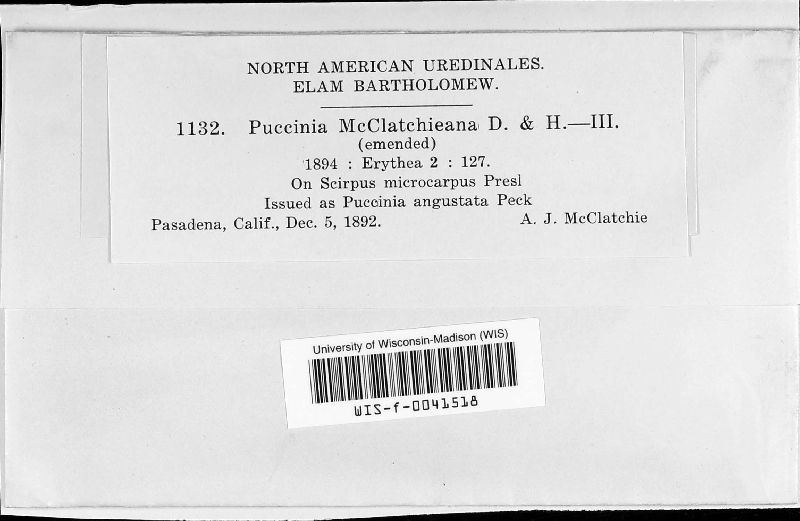 NORTH AMERICAN UREDINALES.
ELAM BARTHOLOMEW.
1132. Puccinia McClatchieana D. & H.—III.
(emended)
1894 : Erythea 2 : 127.
On Scirpus microcarpus Presl
Issued as Puccinia angustata Peck
Pasadena, Calif., Dec. 5, 1892. A. J. McClatchie
University of Wisconsin-Madison (WIS)
WIS-f-0041518